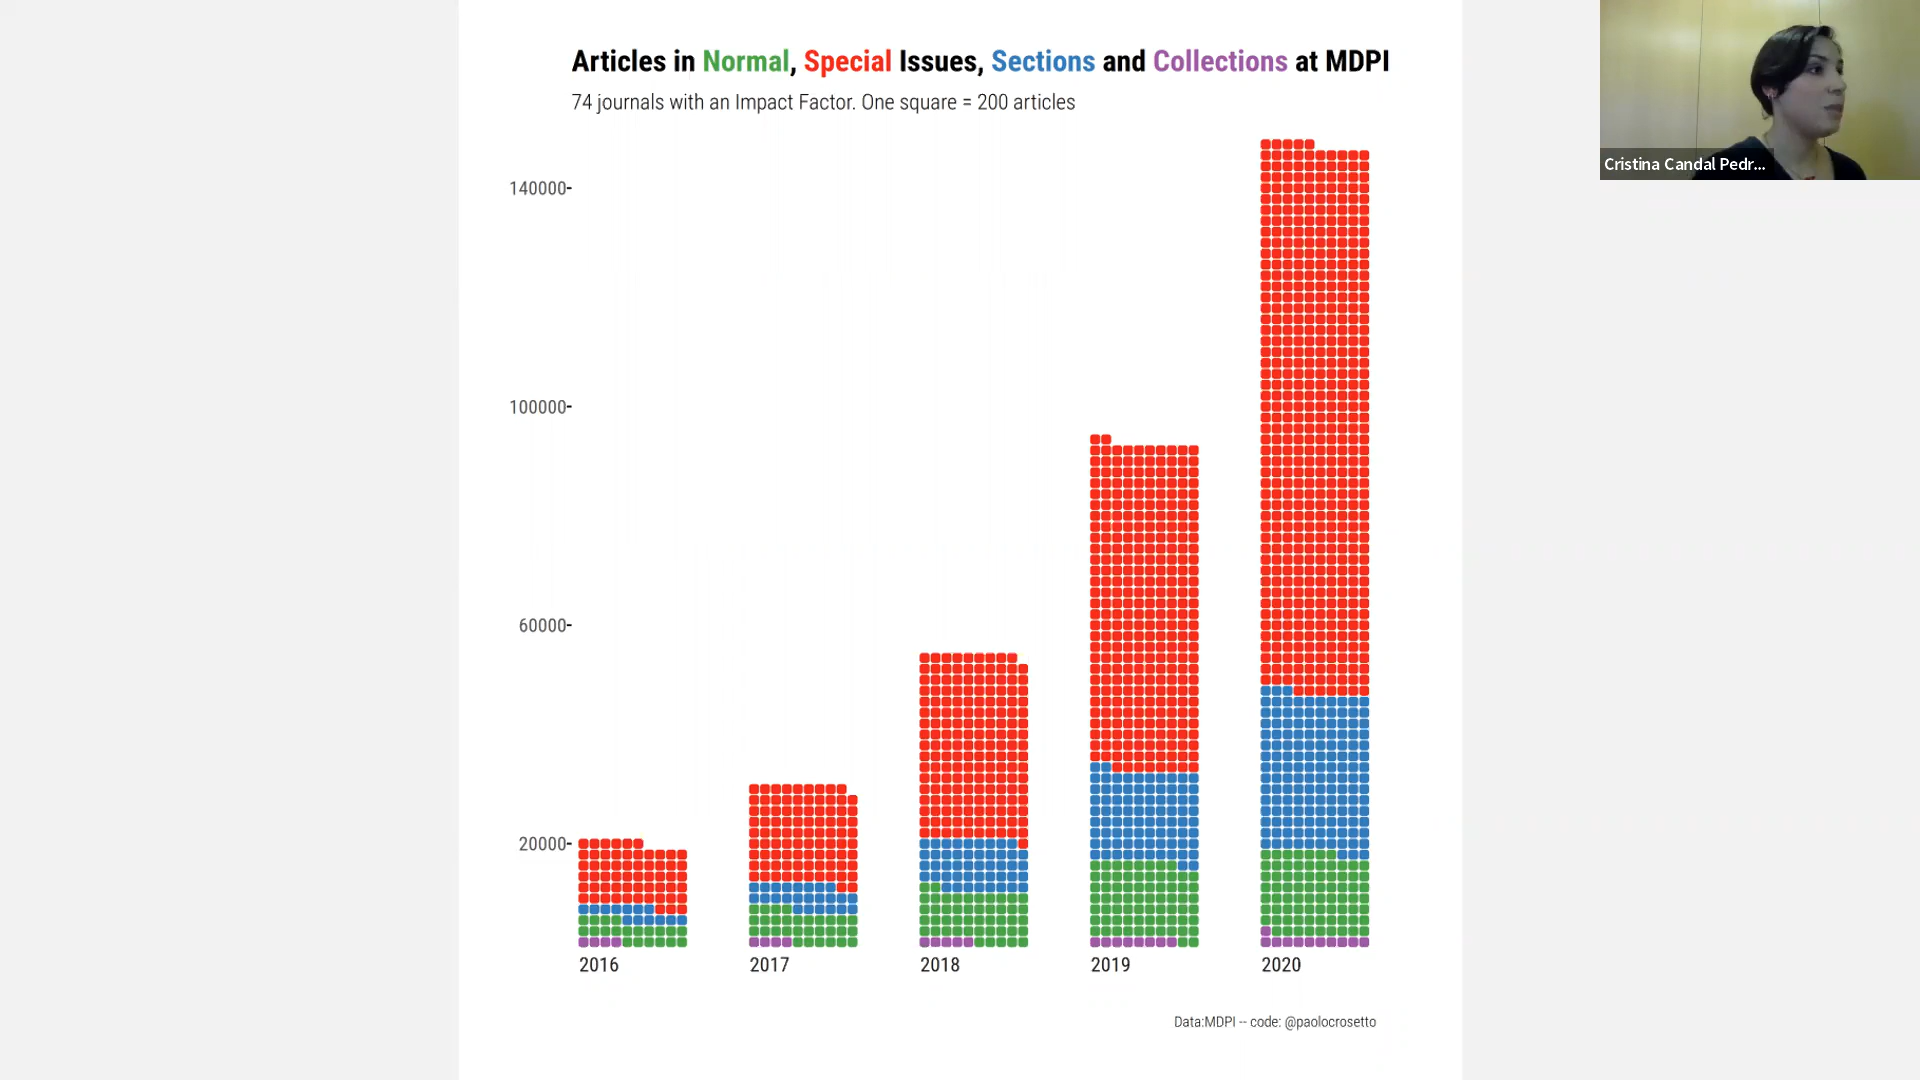 Articles in Normal, Special Issues, Sections and Collections at MDPI
74 journals with an Impact Factor. One square = 200 articles
Cristina Candal Pedr...
140000-
100000-
60000-
20000-
2016 2017 2018 2019 2020
Data:MDPI -- code: @paolocrosetto